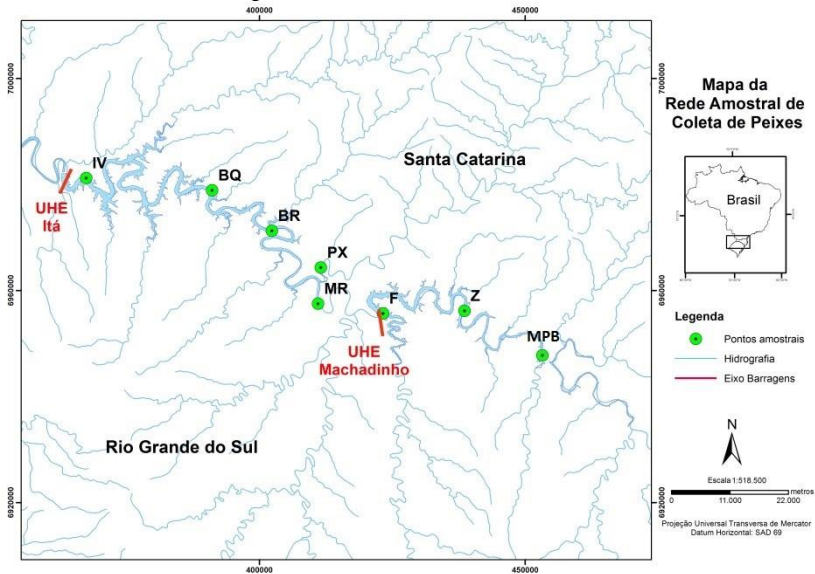 400000
450000
7000000
6960000
6920000
IV
BQ
Santa Catarina
UHE
Itá
BR
PX
MR
F
Z
MPB
UHE
Machadinho
Rio Grande do Sul
7000000
6960000
6920000
400000
450000
Mapa da
Rede Amostral de
Coleta de Peixes
Brasil
Legenda
Pontos amostrais
Hidrografia
Eixo Barragens
N
Escala 1:518.500
0 11.000 22.000 metros
Projeção Universal Transversa de Mercator
Datum Horizontal: SAD 69